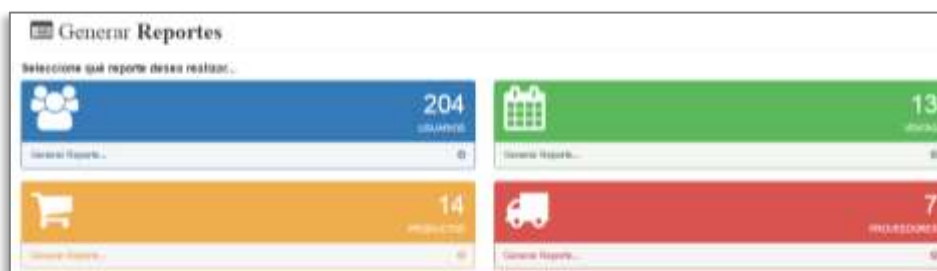 Generar Reportes
Seleccione qué reporte desea realizar...
204
USUARIOS
Generar Reporte...
13
VENTAS
Generar Reporte...
14
PRODUCTOS
Generar Reporte...
7
PROVEEDORES
Generar Reporte...